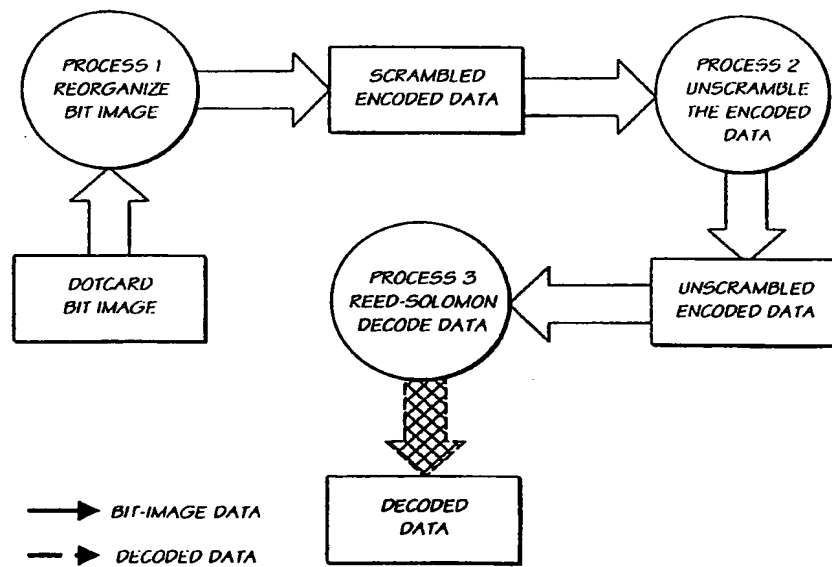 PROCESS 1
REORGANIZE
BIT IMAGE
SCRAMBLED
ENCODED DATA
PROCESS 2
UNSCRAMBLE
THE ENCODED
DATA
DOTCARD
BIT IMAGE
PROCESS 3
REED-SOLOMON
DECODE DATA
UNSCRAMBLED
ENCODED DATA
DECODED
DATA
BIT-IMAGE DATA
DECODED DATA